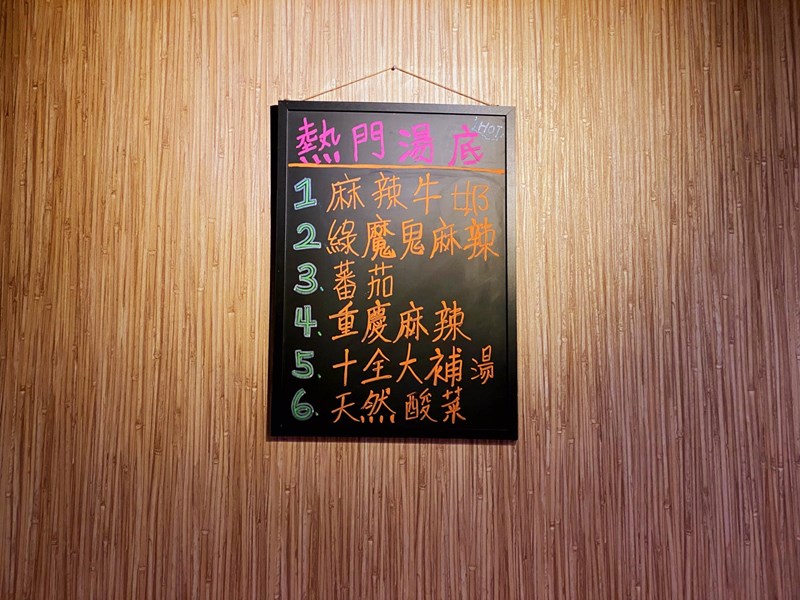 熱門湯底 HOT
1 麻辣牛奶
2 綠魔鬼麻辣
3、蕃茄
4、重慶麻辣
5、十全大補湯
6、天然酸菜